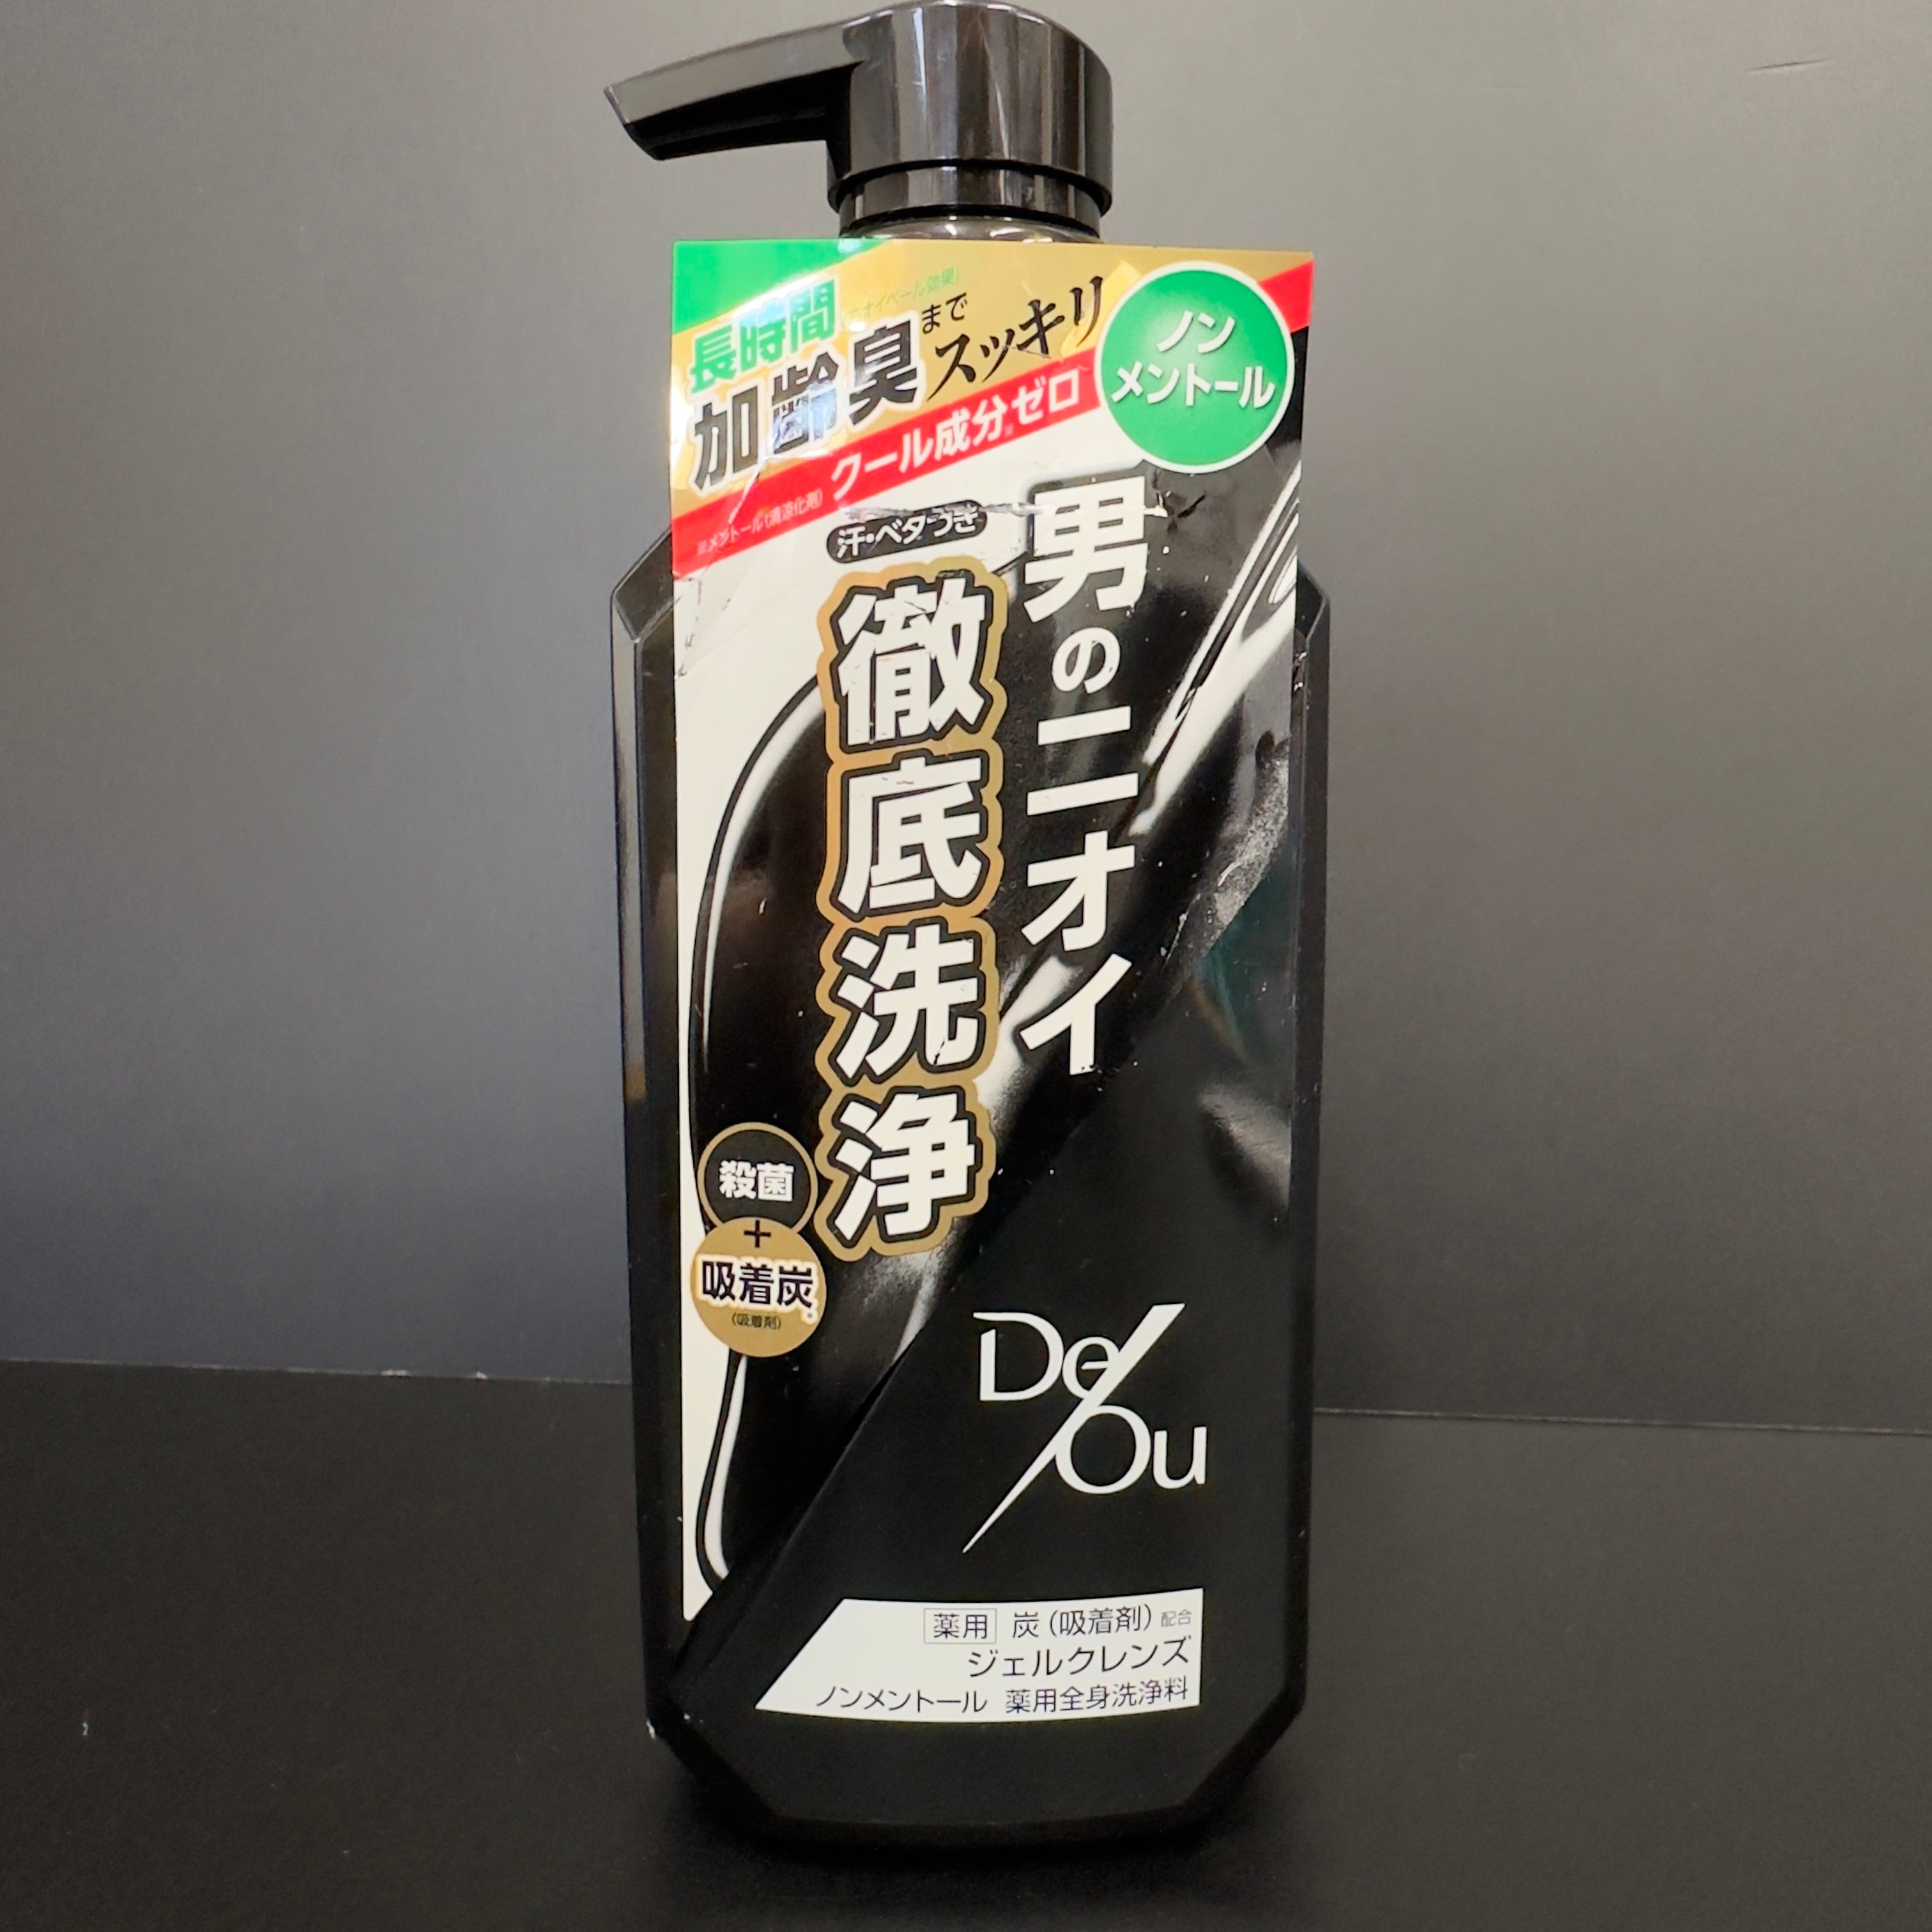 長時間
(ニオイベール効果)
加齢臭まで
スッキリ
クール成分※ゼロ
※メントール(清涼化剤)
ノン
メントール
男のニオイ
汗・ベタつき
徹底洗浄
殺菌
+
吸着炭※
(吸着剤)
De/Ou
薬用 炭(吸着剤)配合
ジェルクレンズ
ノンメントール 薬用全身洗浄料